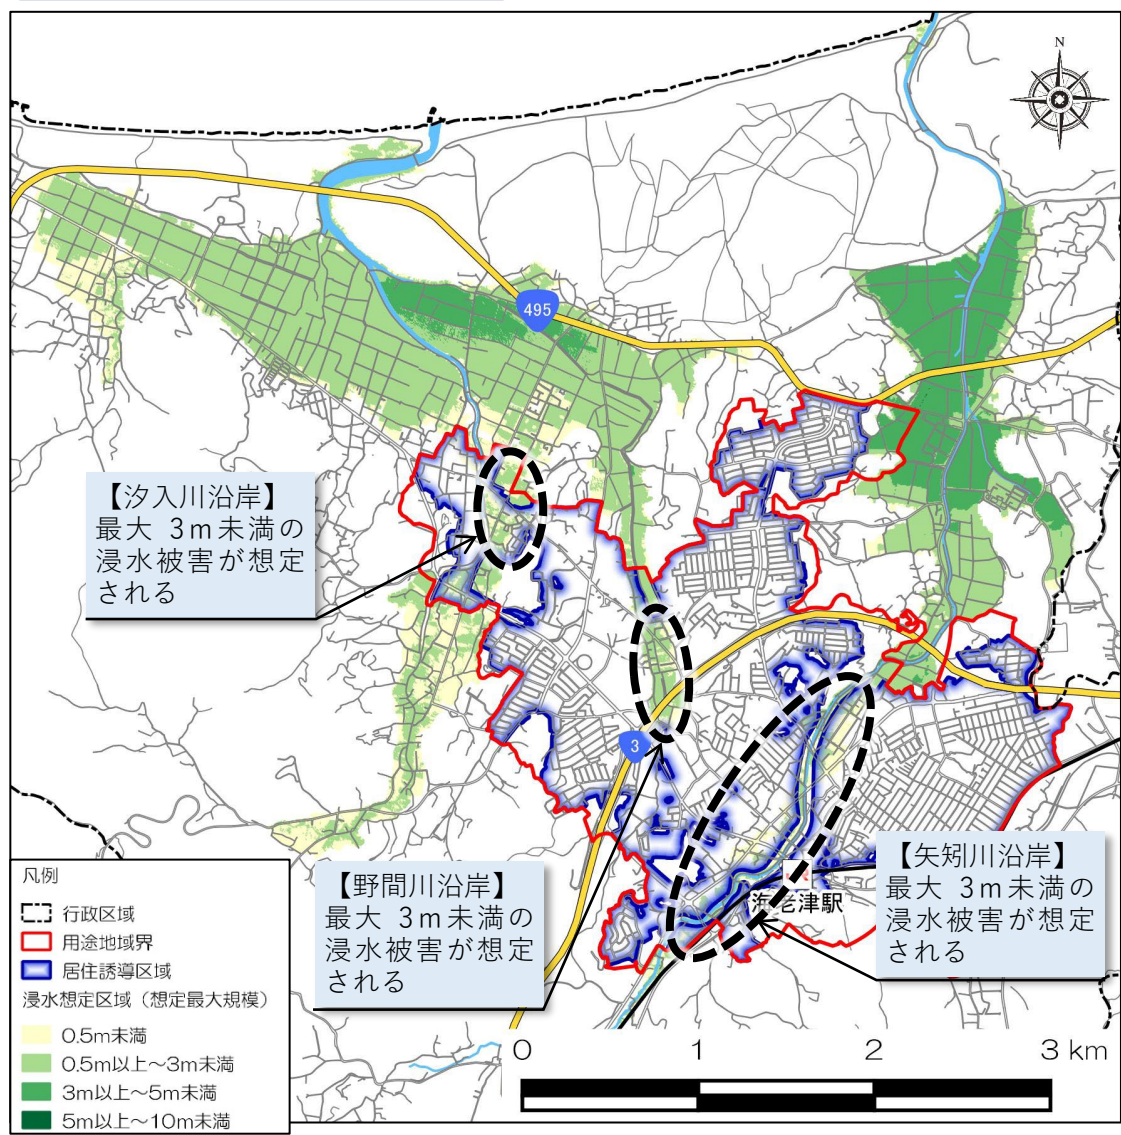 N
495
【汐入川沿岸】
最大 3m未満の
浸水被害が想定
される
3
【野間川沿岸】
最大 3m未満の
浸水被害が想定
される
【矢矧川沿岸】
最大 3m未満の
浸水被害が想定
される
海老津駅
凡例
行政区域
用途地域界
居住誘導区域
浸水想定区域（想定最大規模）
0.5m未満
0.5m以上～3m未満
3m以上～5m未満
5m以上～10m未満
0 1 2 3 km